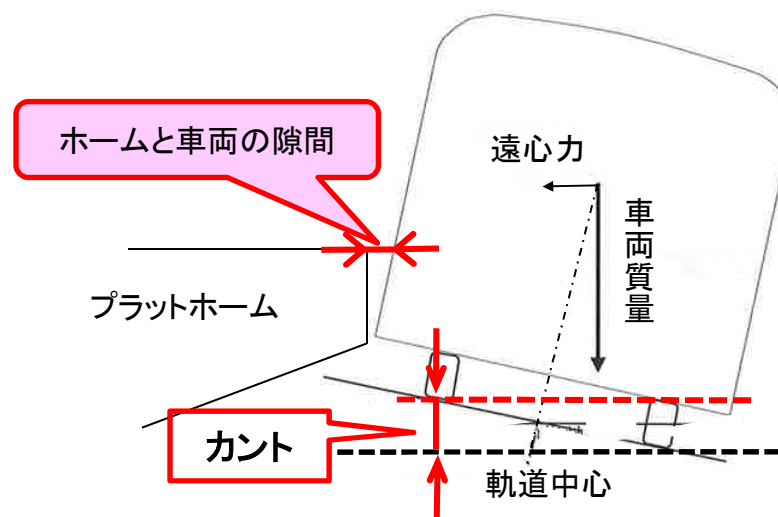 ホームと車両の隙間
遠心力
車両質量
プラットホーム
カント
軌道中心